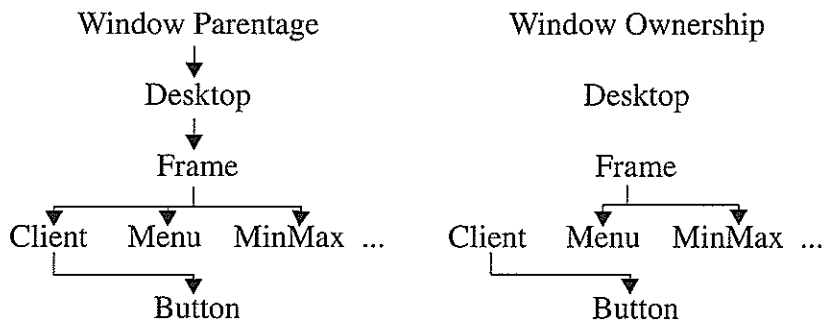 Window Parentage
Desktop
Frame
Client Menu MinMax ...
Button
Window Ownership
Desktop
Frame
Client Menu MinMax ...
Button